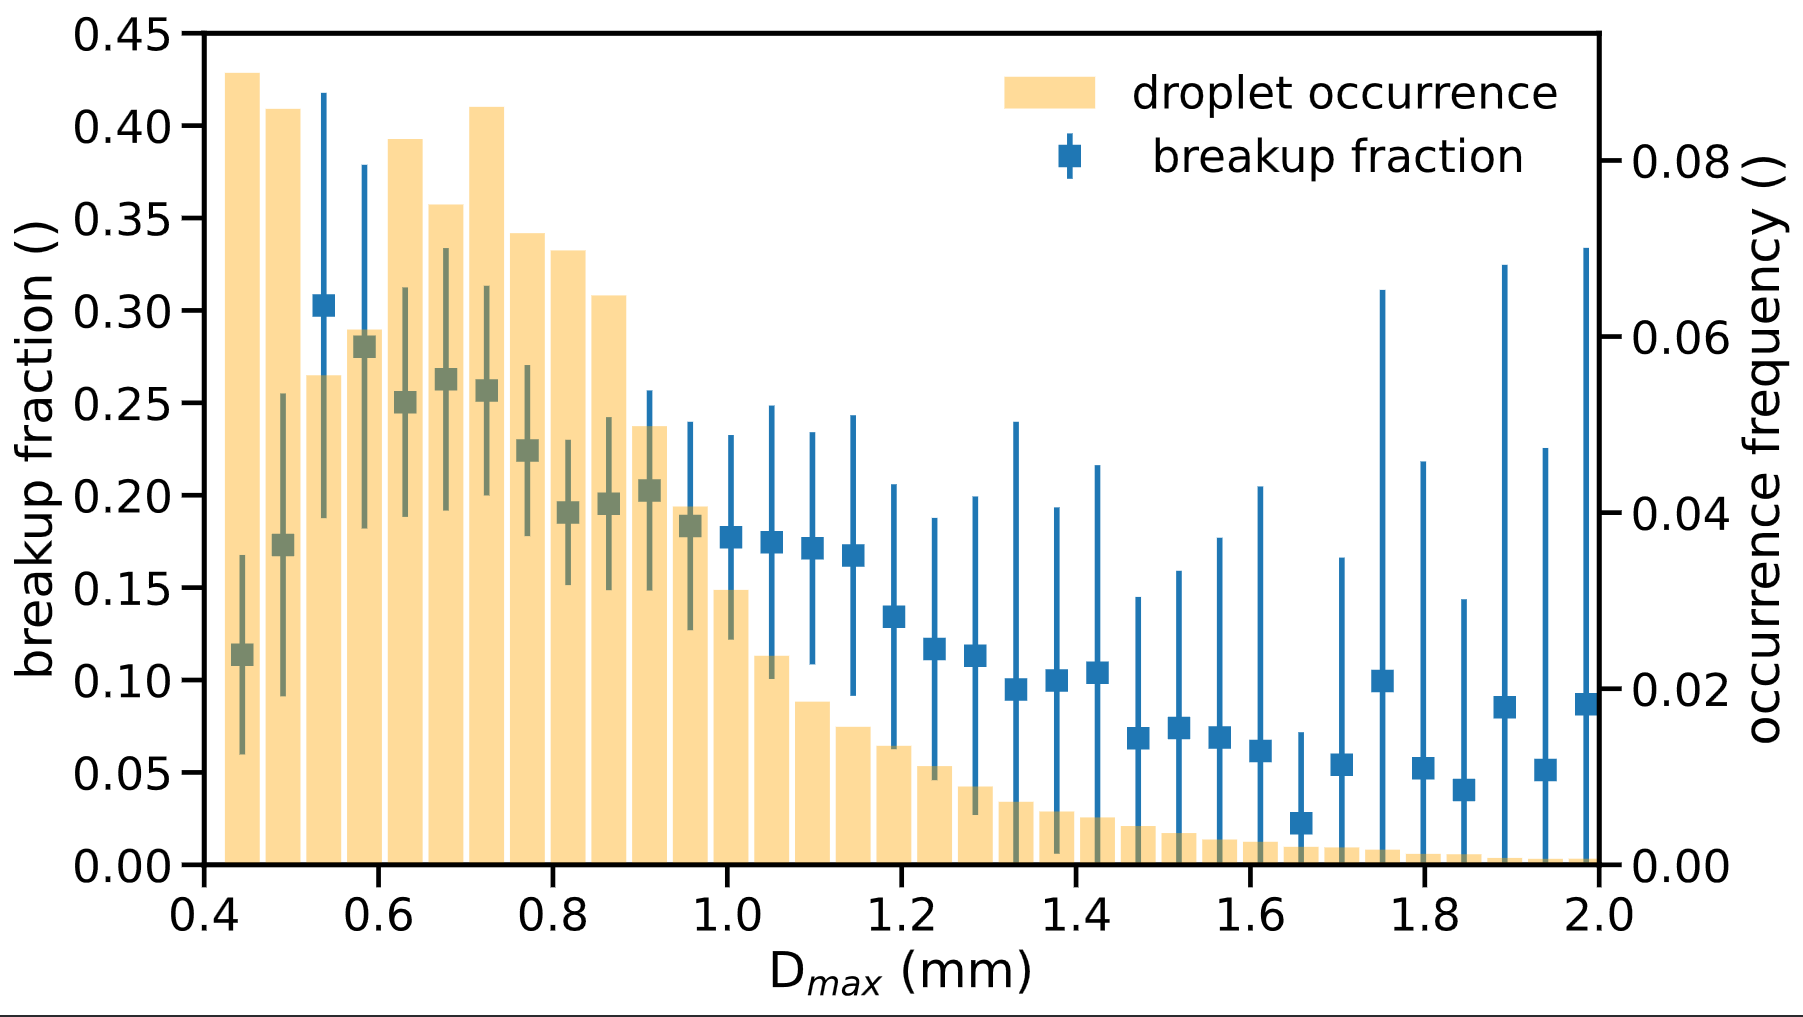 0.45
0.40
0.35
0.30
0.25
0.20
0.15
0.10
0.05
0.00
breakup fraction ()
droplet occurrence
breakup fraction
0.08
0.06
0.04
0.02
0.00
occurrence frequency ()
0.4 0.6 0.8 1.0 1.2 1.4 1.6 1.8 2.0
Dmax (mm)